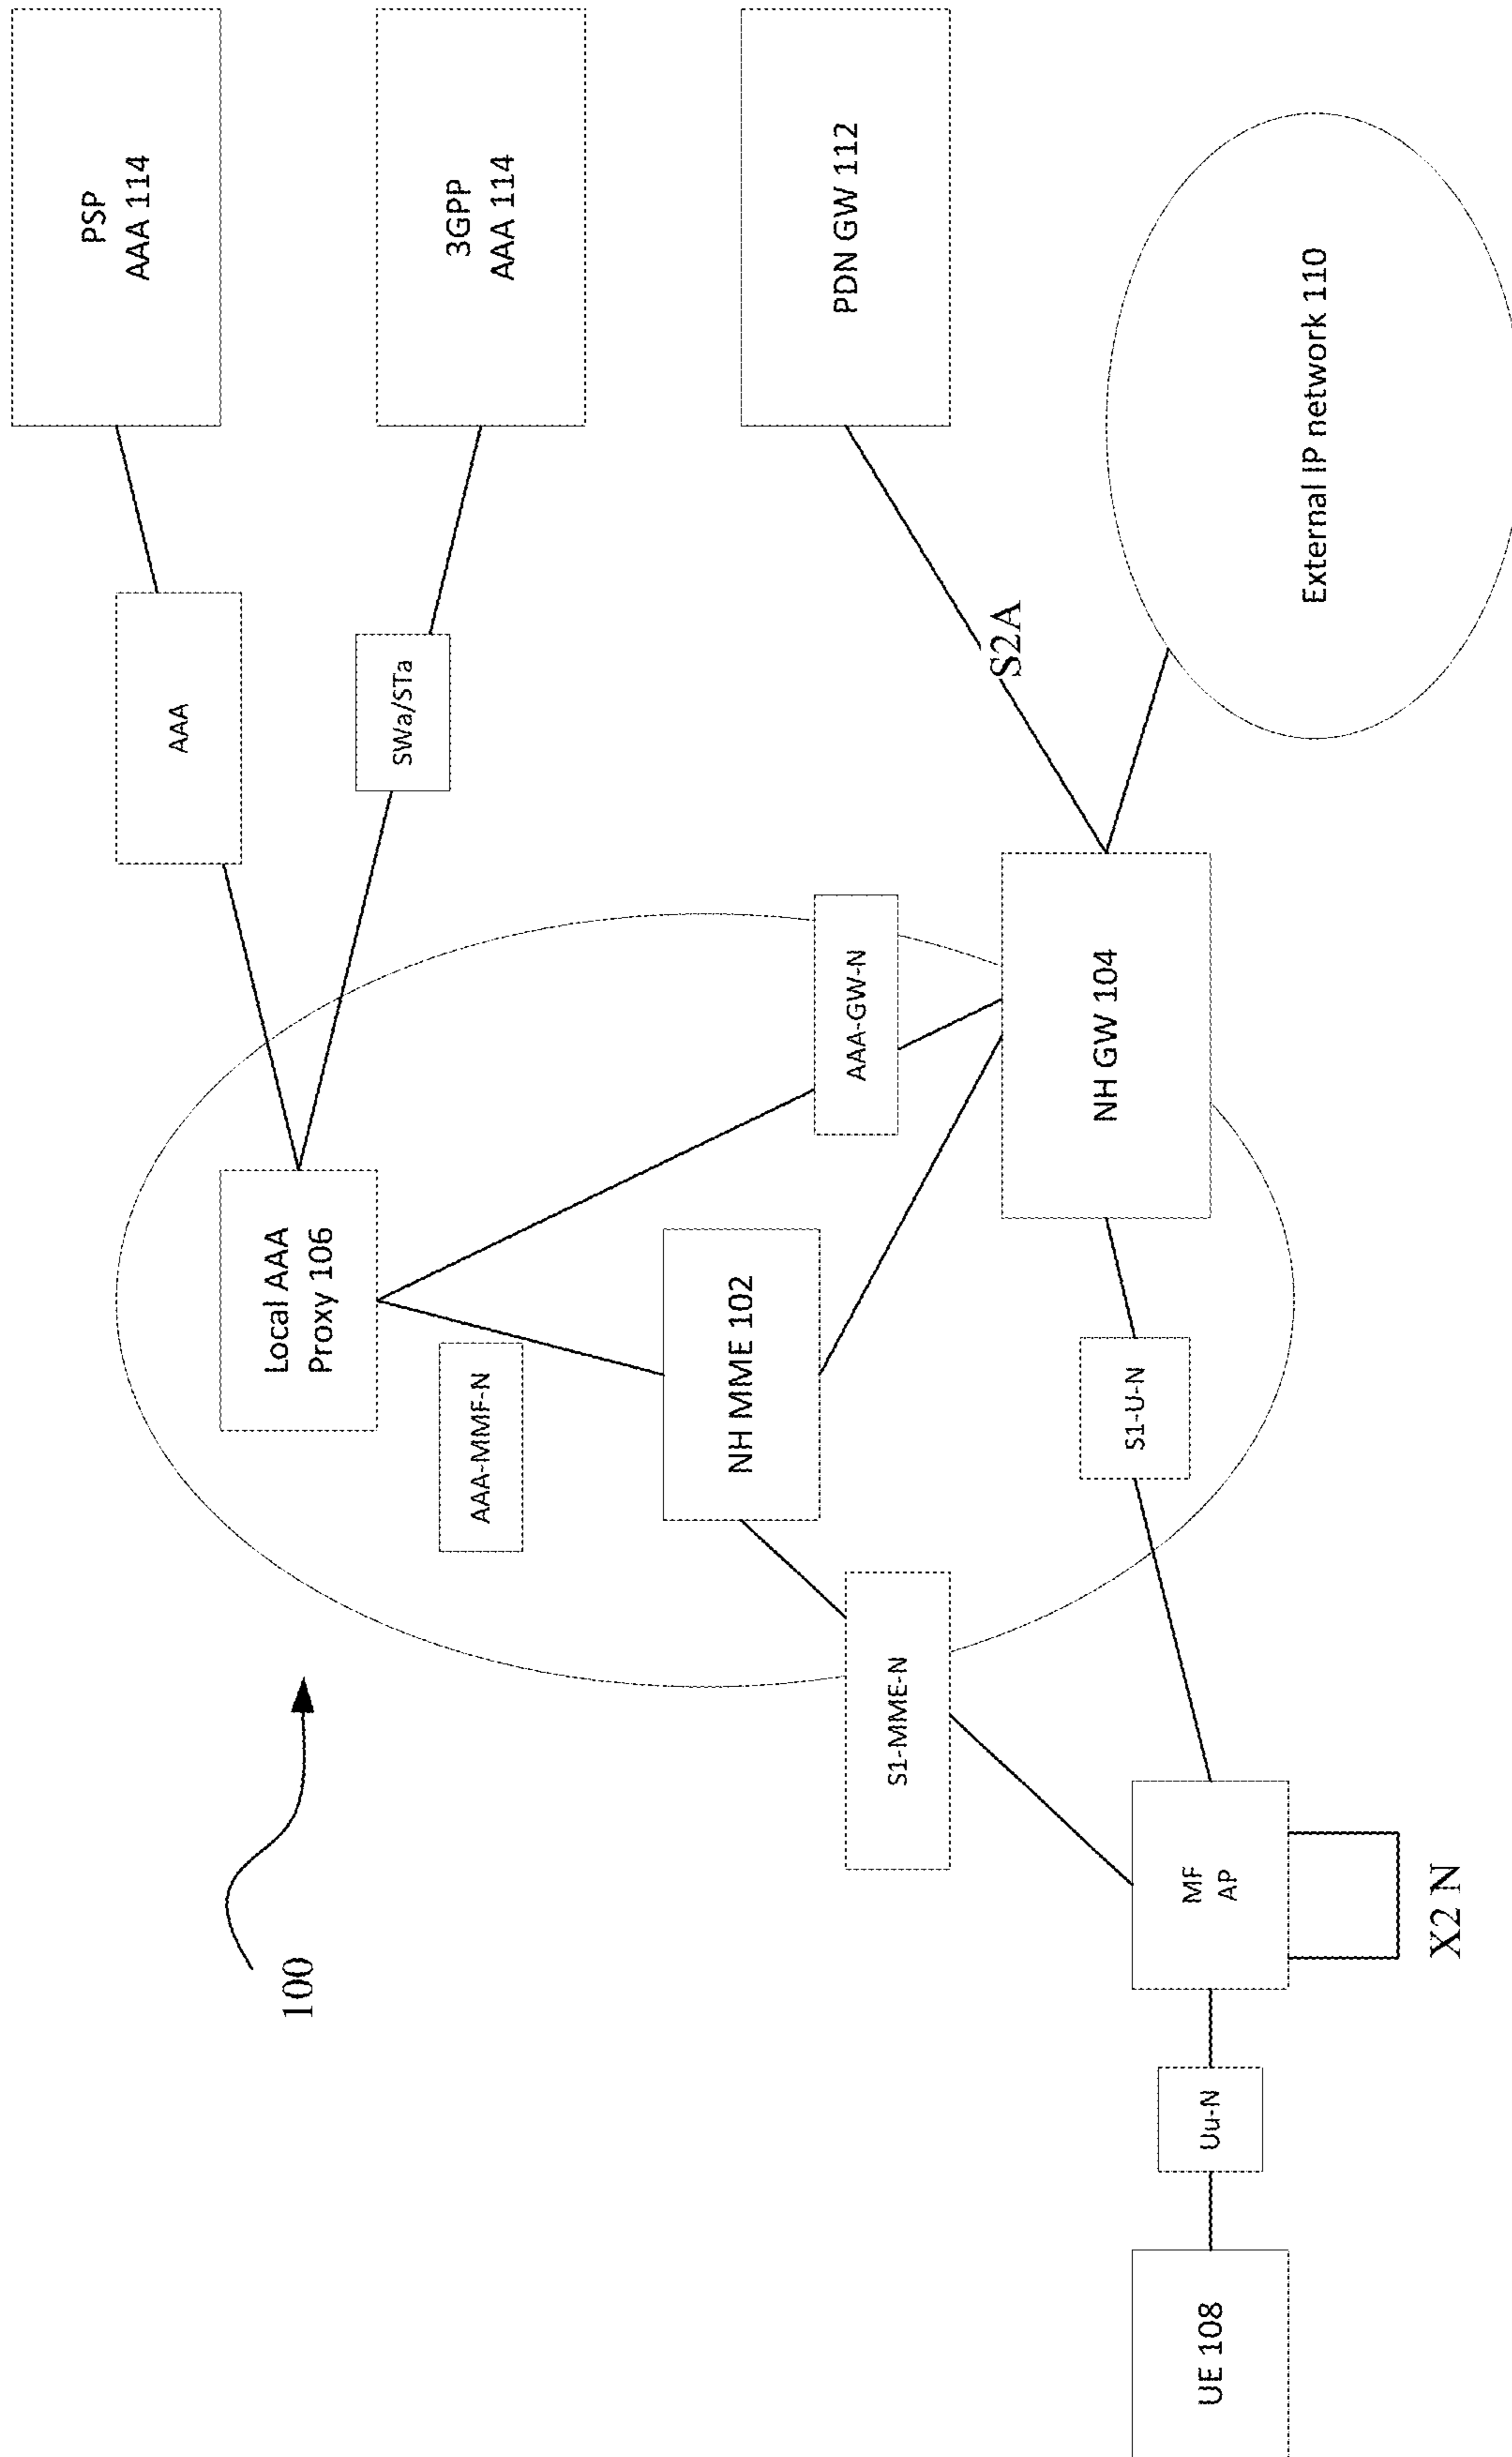 PSP
AAA 114
3GPP
AAA 114
PDN GW 112
External IP network 110
AAA
SWa/STa
S2A
Local AAA
Proxy 106
AAA-GW-N
NH GW 104
AAA-MMF-N
NH MME 102
S1-U-N
S1-MME-N
100
MF
AP
X2 N
Uu-N
UE 108